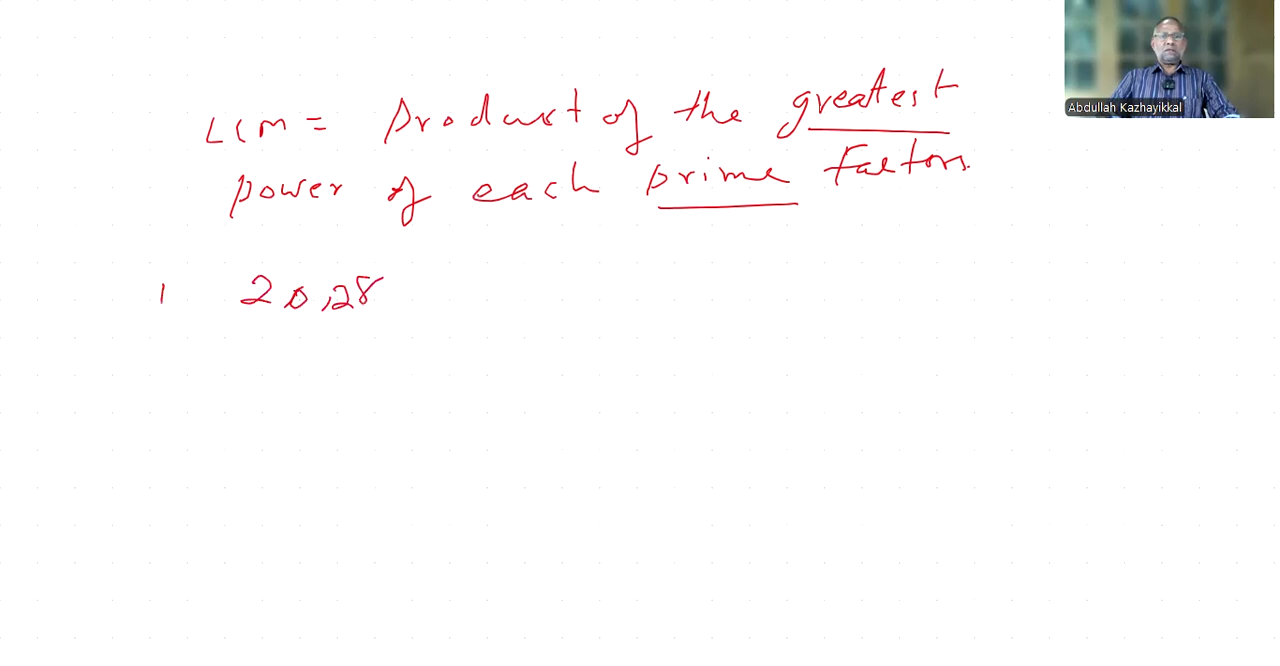 LCM = Product of the greatest
power of each prime factors.
1 20,28
Abdullah Kazhayikkal